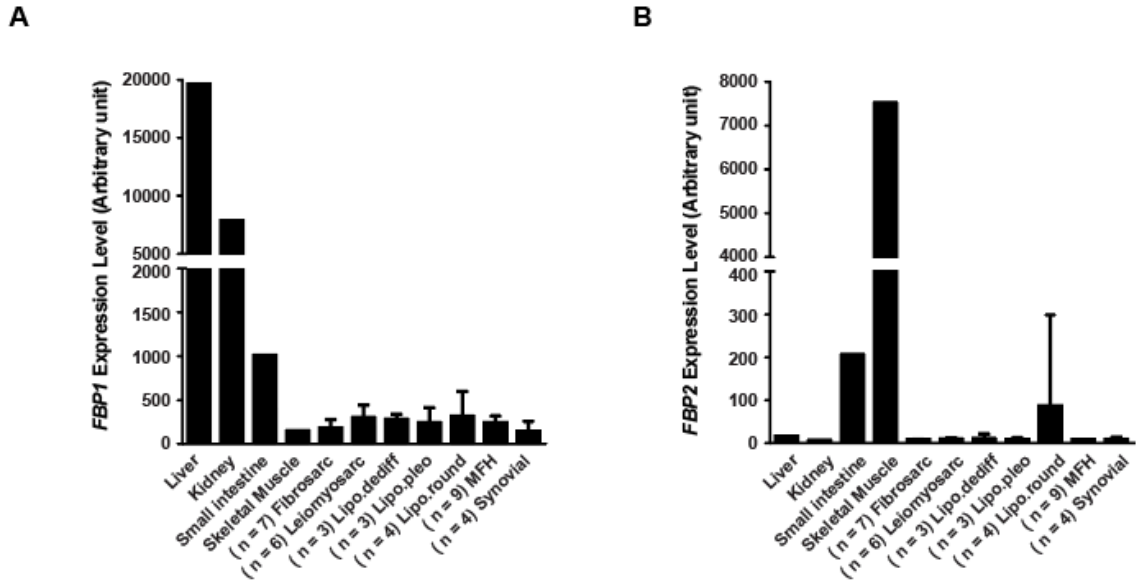 A
FBP1 Expression Level (Arbitrary unit)
20000
15000
10000
5000
2000
1500
1000
500
0
Liver
Kidney
Small intestine
Skeletal Muscle
(n = 7) Fibrosarc
(n = 6) Leiomyosarc
(n = 3) Lipo.dediff
(n = 3) Lipo.pleo
(n = 4) Lipo.round
(n = 9) MFH
(n = 4) Synovial
B
FBP2 Expression Level (Arbitrary unit)
8000
7000
6000
5000
4000
400
300
200
100
0
Liver
Kidney
Small intestine
Skeletal Muscle
(n = 7) Fibrosarc
(n = 6) Leiomyosarc
(n = 3) Lipo.dediff
(n = 3) Lipo.pleo
(n = 4) Lipo.round
(n = 9) MFH
(n = 4) Synovial